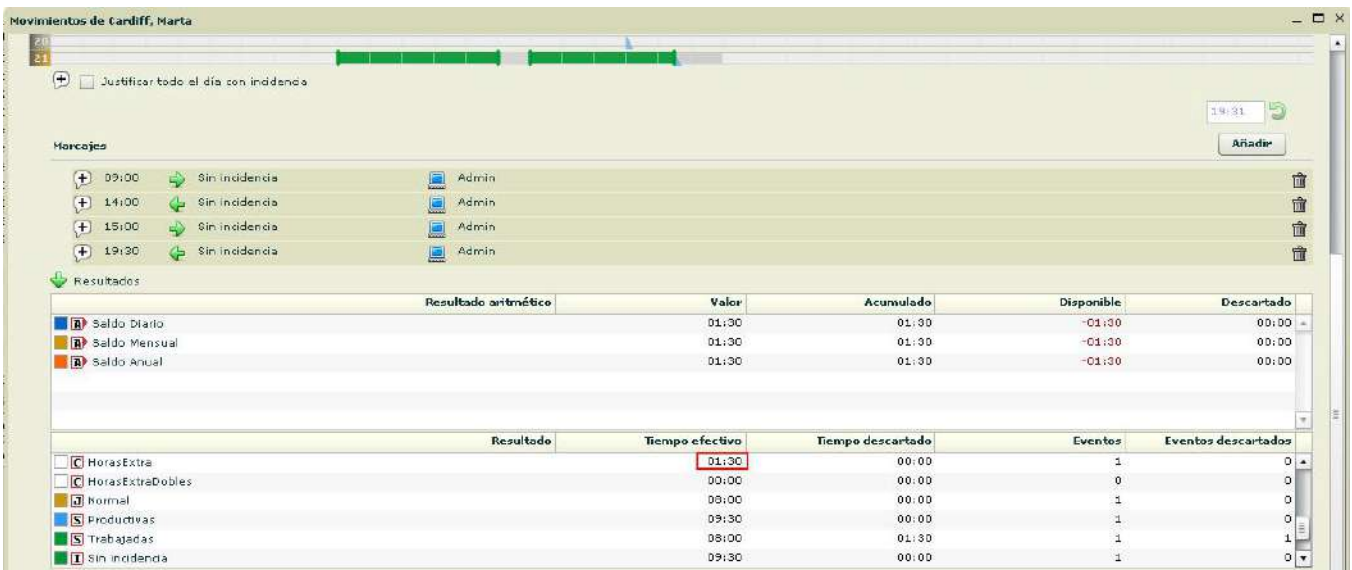 Movimientos de Cardiff, Marta
20
21
Justificar todo el día con incidencia
19:31
Marcajes Añadir
09:00 Sin incidencia Admin
14:00 Sin incidencia Admin
15:00 Sin incidencia Admin
19:30 Sin incidencia Admin
Resultados
Resultado aritmético Valor Acumulado Disponible Descartado
A Saldo Diario 01:30 01:30 -01:30 00:00
A Saldo Mensual 01:30 01:30 -01:30 00:00
A Saldo Anual 01:30 01:30 -01:30 00:00
Resultado Tiempo efectivo Tiempo descartado Eventos Eventos descartados
C HorasExtra 01:30 00:00 1 0
C HorasExtraDobles 00:00 00:00 0 0
J Normal 08:00 00:00 1 0
S Productivas 09:30 00:00 1 0
S Trabajadas 08:00 01:30 1 1
I Sin incidencia 09:30 00:00 1 0